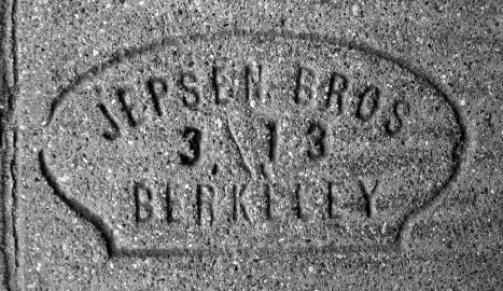 JEPSEN BROS
3 \ 13
BERKELEY